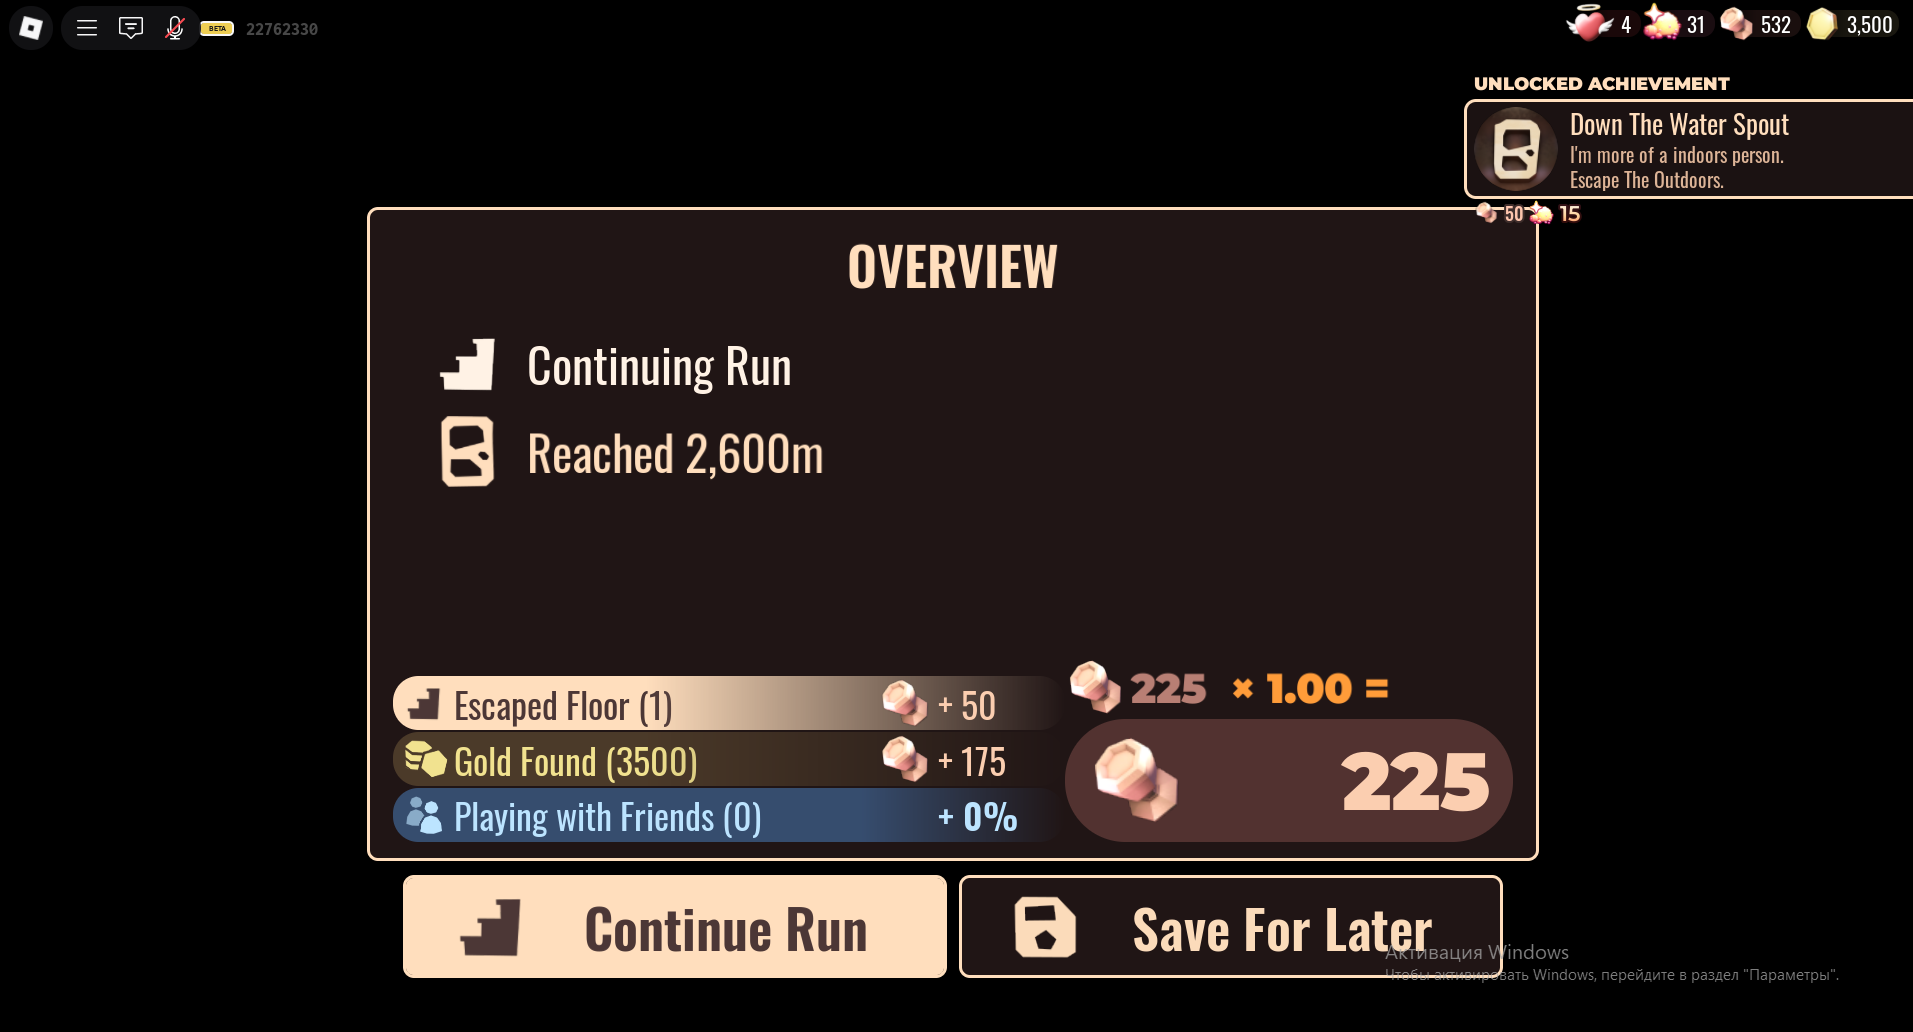 BETA 22762330
4 31 532 3,500
UNLOCKED ACHIEVEMENT
Down The Water Spout
I'm more of a indoors person.
Escape The Outdoors.
50 15
OVERVIEW
Continuing Run
Reached 2,600m
Escaped Floor (1) + 50
Gold Found (3500) + 175
Playing with Friends (0) + 0%
225 × 1.00 =
225
Continue Run
Save For Later
Активация Windows
Чтобы активировать Windows, перейдите в раздел "Параметры".